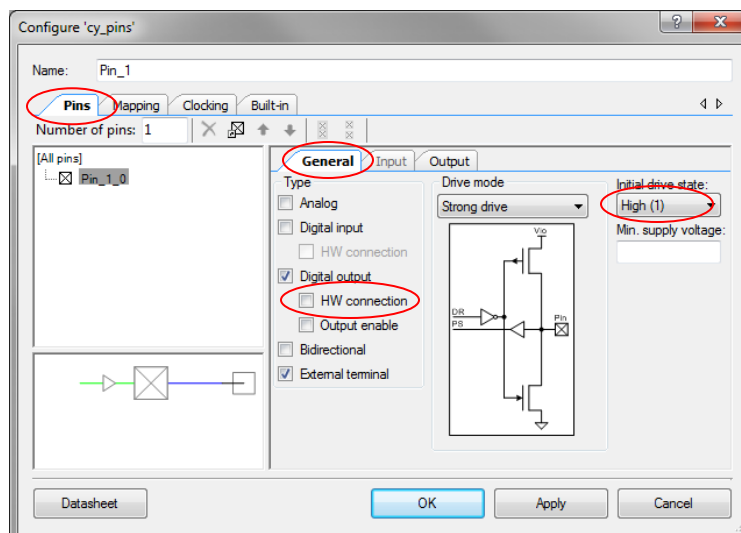 Configure 'cy_pins'
Name: Pin_1
Pins Mapping Clocking Built-in
Number of pins: 1
[All pins]
Pin_1_0
General Input Output
Type
Analog
Digital input
HW connection
Digital output
HW connection
Output enable
Bidirectional
External terminal
Drive mode
Strong drive
Vio
DR
PS
Pin
Initial drive state:
High (1)
Min. supply voltage:
Datasheet OK Apply Cancel